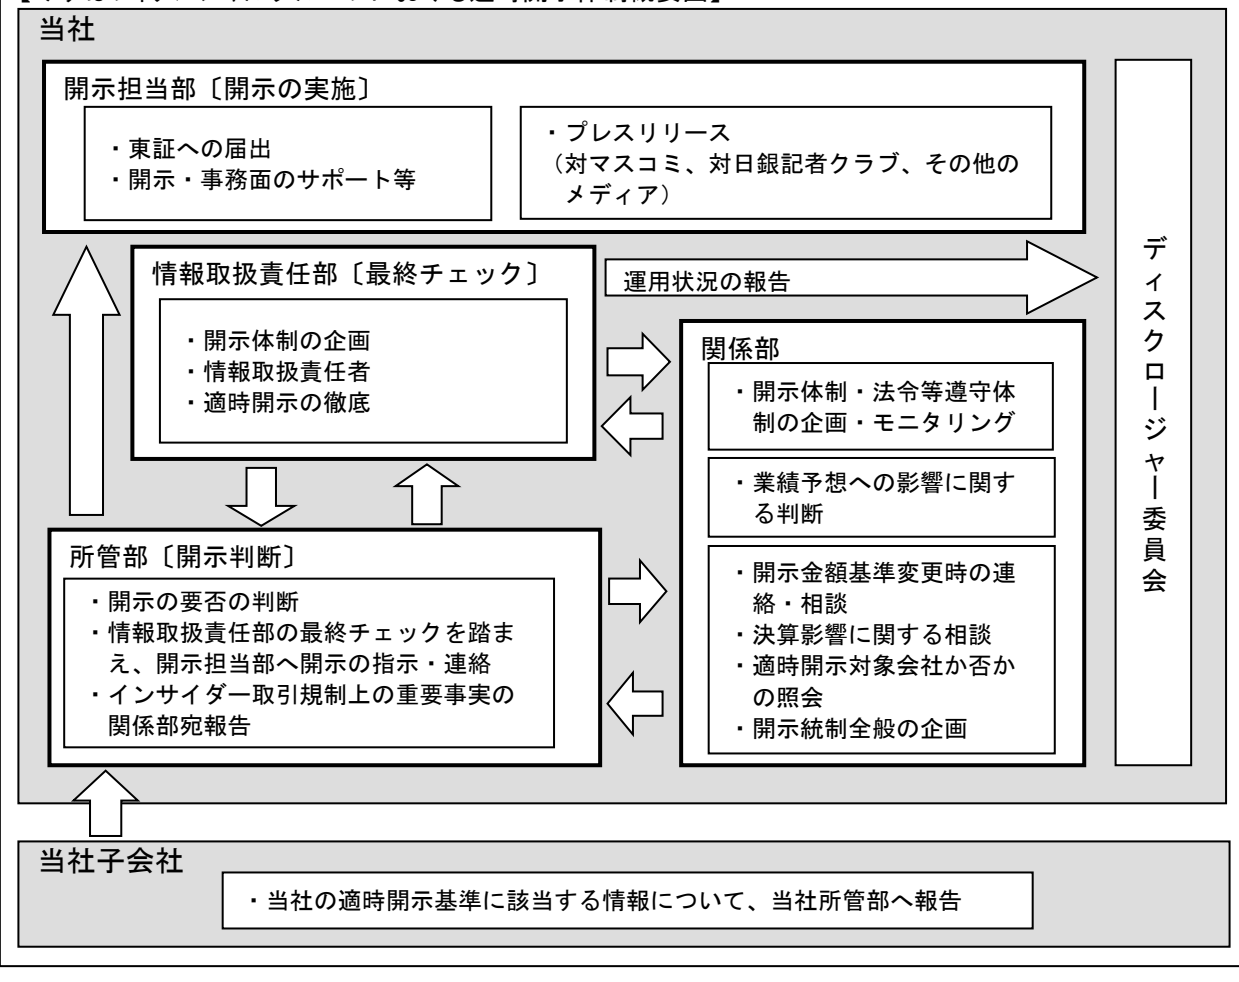 当社
開示担当部〔開示の実施〕
・東証への届出
・開示・事務面のサポート等
・プレスリリース
（対マスコミ、対日銀記者クラブ、その他の
メディア）
情報取扱責任部〔最終チェック〕
・開示体制の企画
・情報取扱責任者
・適時開示の徹底
運用状況の報告
関係部
・開示体制・法令等遵守体
制の企画・モニタリング
・業績予想への影響に関す
る判断
・開示金額基準変更時の連
絡・相談
・決算影響に関する相談
・適時開示対象会社か否か
の照会
・開示統制全般の企画
所管部〔開示判断〕
・開示の要否の判断
・情報取扱責任部の最終チェックを踏ま
え、開示担当部へ開示の指示・連絡
・インサイダー取引規制上の重要事実の
関係部宛報告
ディスクロージャー委員会
当社子会社
・当社の適時開示基準に該当する情報について、当社所管部へ報告